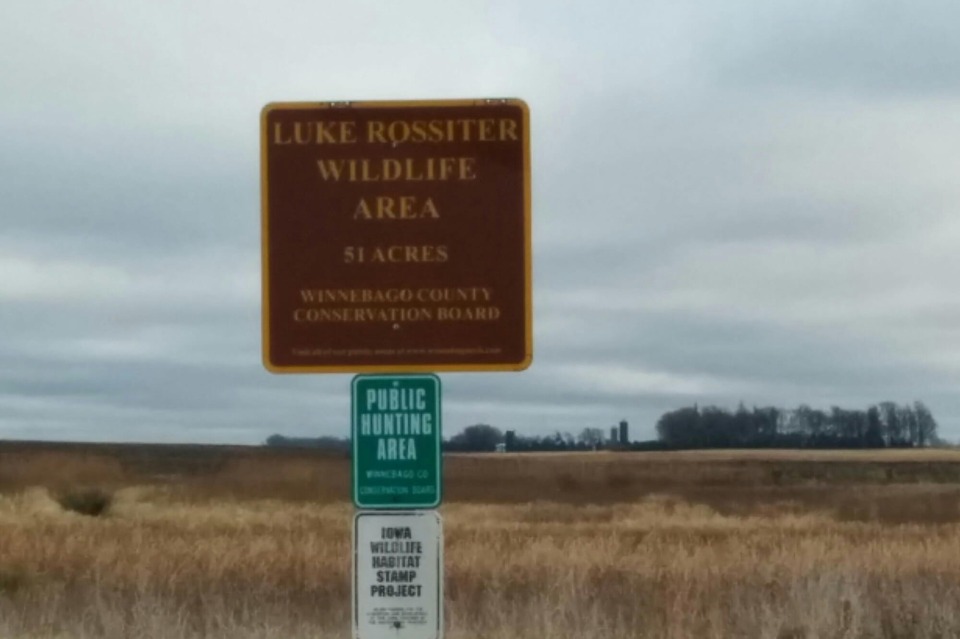 LUKE ROSSITER
WILDLIFE
AREA
51 ACRES
WINNEBAGO COUNTY
CONSERVATION BOARD
PUBLIC
HUNTING
AREA
WINNEBAGO CO
CONSERVATION BOARD
IOWA
WILDLIFE
HABITAT
STAMP
PROJECT